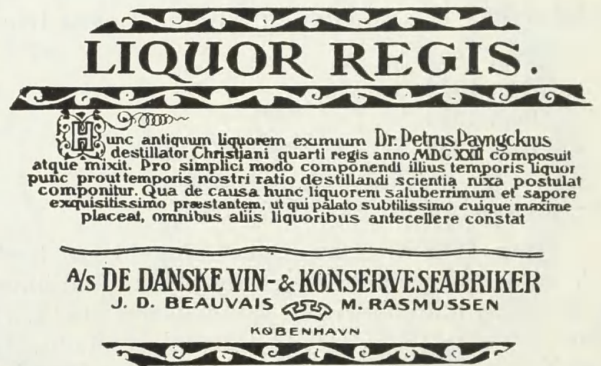 LIQUOR REGIS.
Hunc antiquum liquorem eximium Dr. Petrus Payngckius
destillator Christiani quarti regis anno MDCXXII composuit
atque mixit. Pro simplici modo componendi illius temporis liquor
punc prout temporis nostri ratio destillandi scientia nixa postulat
componitur. Qua de causa hunc liquorem saluberrimum et sapore
exquisitissimo præstantem, ut qui palato subtilissimo cuique maxime
placeat, omnibus aliis liquoribus antecellere constat
A/S DE DANSKE VIN- & KONSERVESFABRIKER
J. D. BEAUVAIS M. RASMUSSEN
KØBENHAVN